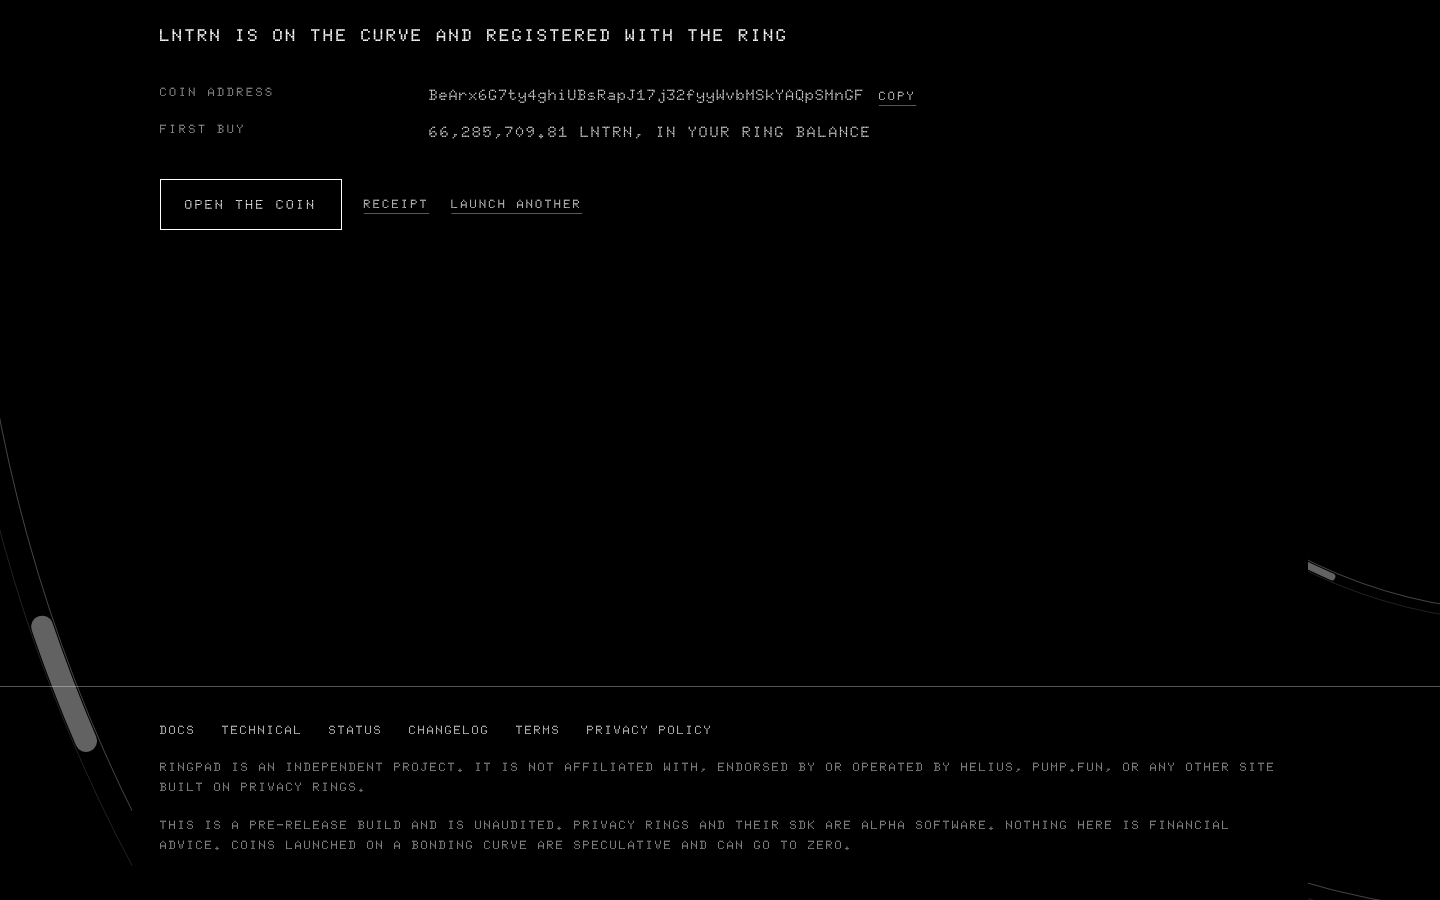 LNTRN IS ON THE CURVE AND REGISTERED WITH THE RING
COIN ADDRESS
BeArx6G7ty4ghiUBsRapJ17j32fyyWvbMSkYAQpSMnGF COPY
FIRST BUY
66,285,709.81 LNTRN, IN YOUR RING BALANCE
OPEN THE COIN RECEIPT LAUNCH ANOTHER
DOCS TECHNICAL STATUS CHANGELOG TERMS PRIVACY POLICY
RINGPAD IS AN INDEPENDENT PROJECT. IT IS NOT AFFILIATED WITH, ENDORSED BY OR OPERATED BY HELIUS, PUMP.FUN, OR ANY OTHER SITE
BUILT ON PRIVACY RINGS.
THIS IS A PRE-RELEASE BUILD AND IS UNAUDITED. PRIVACY RINGS AND THEIR SDK ARE ALPHA SOFTWARE. NOTHING HERE IS FINANCIAL
ADVICE. COINS LAUNCHED ON A BONDING CURVE ARE SPECULATIVE AND CAN GO TO ZERO.